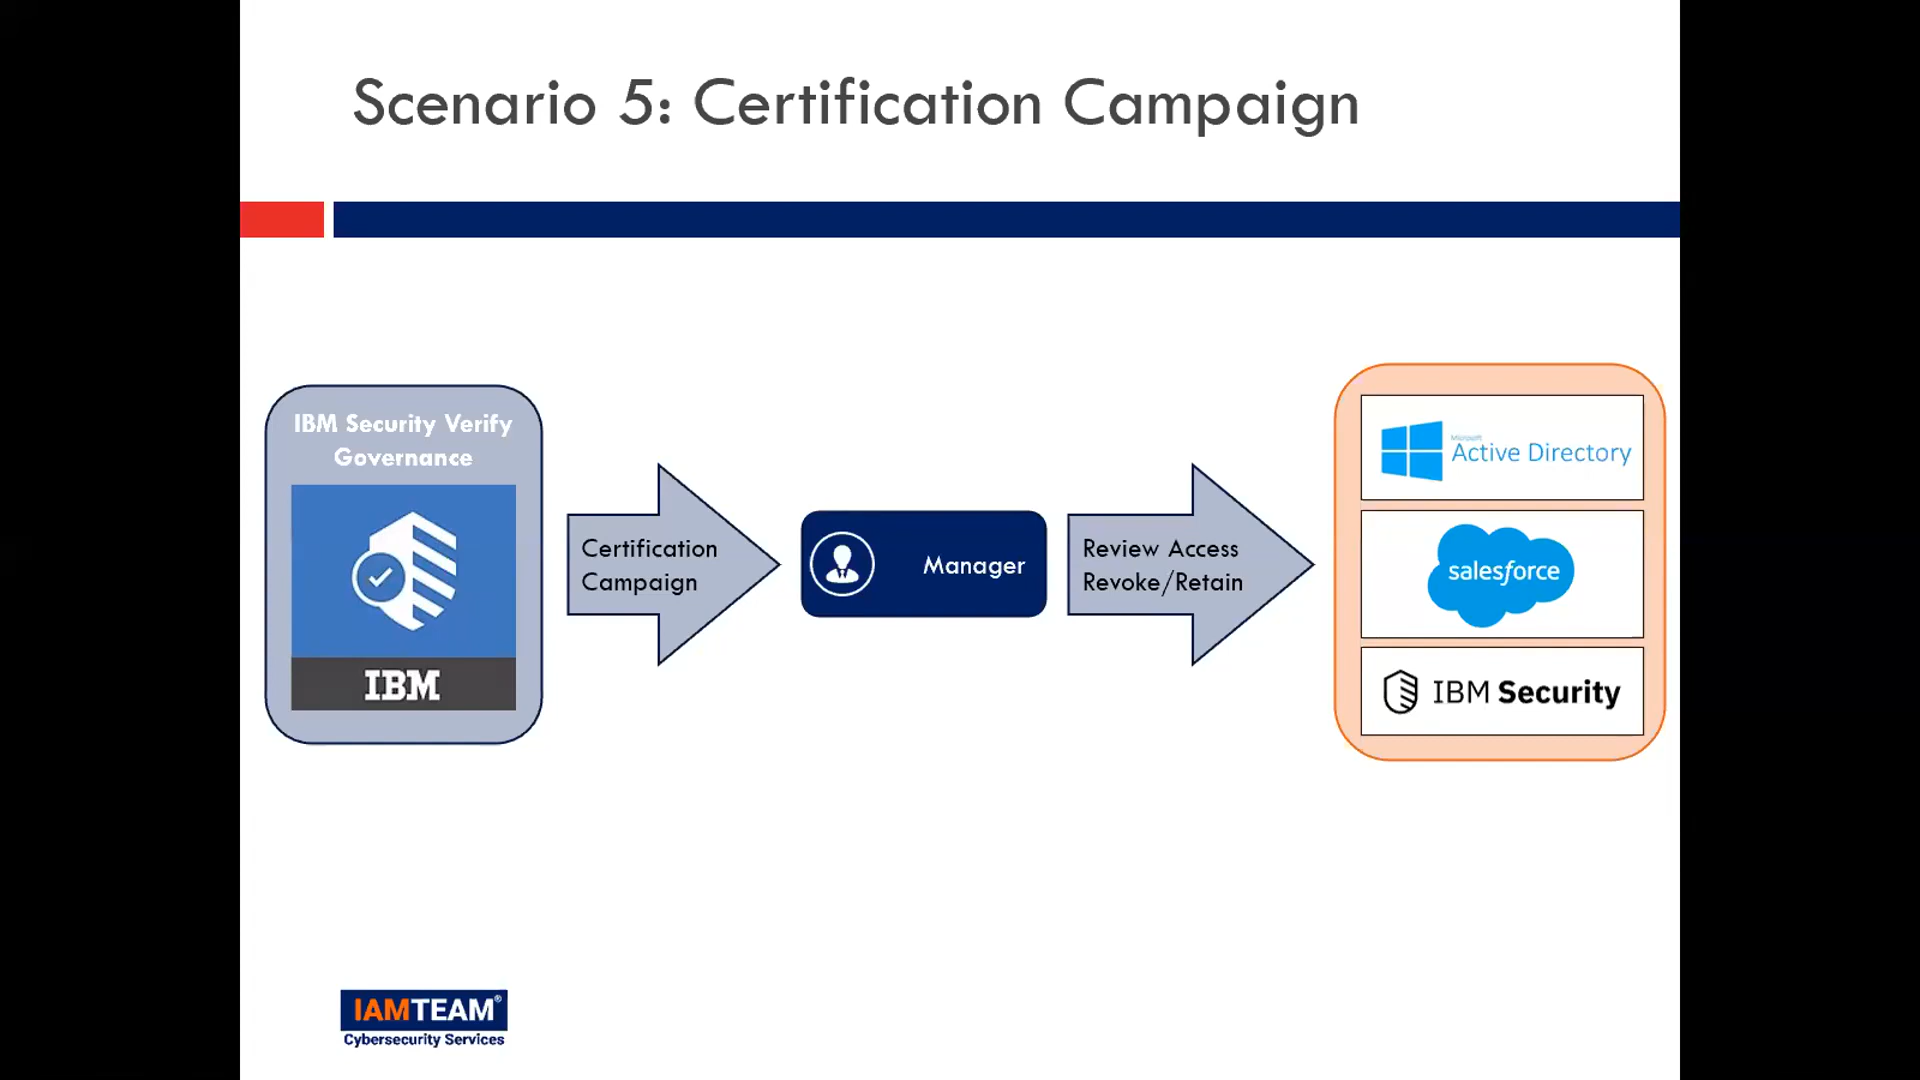 Scenario 5: Certification Campaign
IBM Security Verify
Governance
IBM
Certification
Campaign
Manager
Review Access
Revoke/Retain
Microsoft
Active Directory
salesforce
IBM Security
IAMTEAM®
Cybersecurity Services